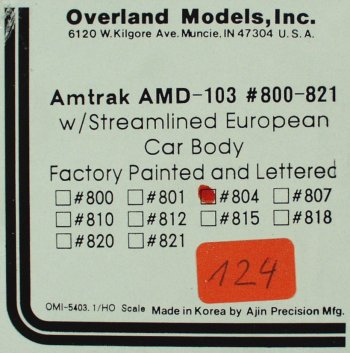 Overland Models, Inc.
6120 W. Kilgore Ave. Muncie, IN 47304 U.S.A.
Amtrak AMD-103 #800-821
w/Streamlined European
Car Body
Factory Painted and Lettered
#800 #801 #804 #807
#810 #812 #815 #818
#820 #821
124
OMI-5403.1/HO Scale Made in Korea by Ajin Precision Mfg.